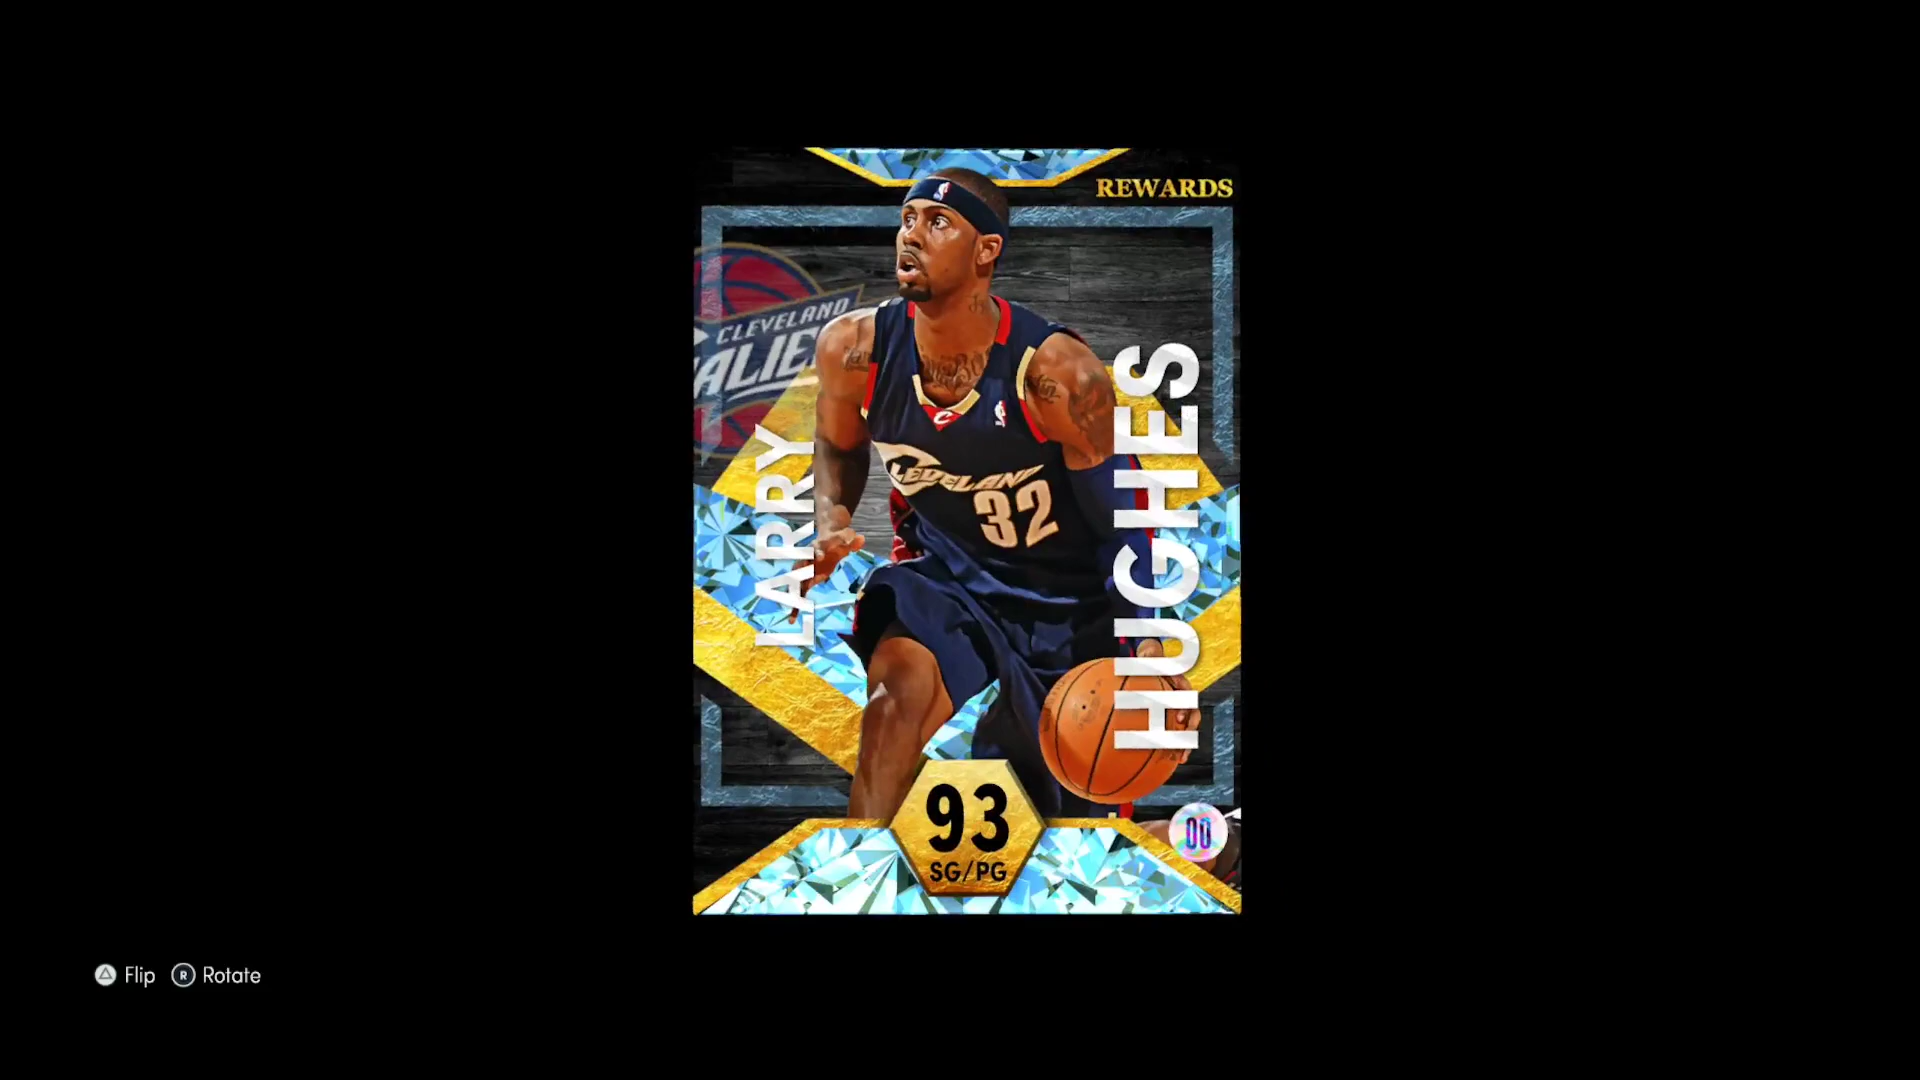 REWARDS
CLEVELAND
LARRY
HUGHES
CLEVELAND
32
93
SG/PG
00
Flip
R
Rotate